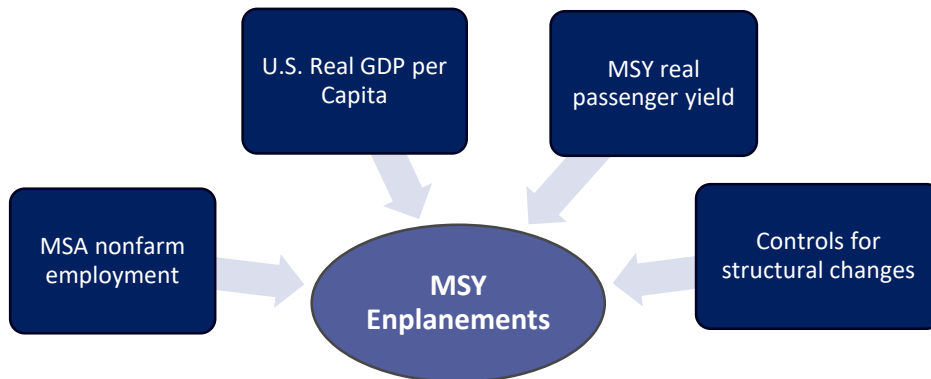 U.S. Real GDP per
Capita
MSY real
passenger yield
MSA nonfarm
employment
Controls for
structural changes
MSY
Enplanements